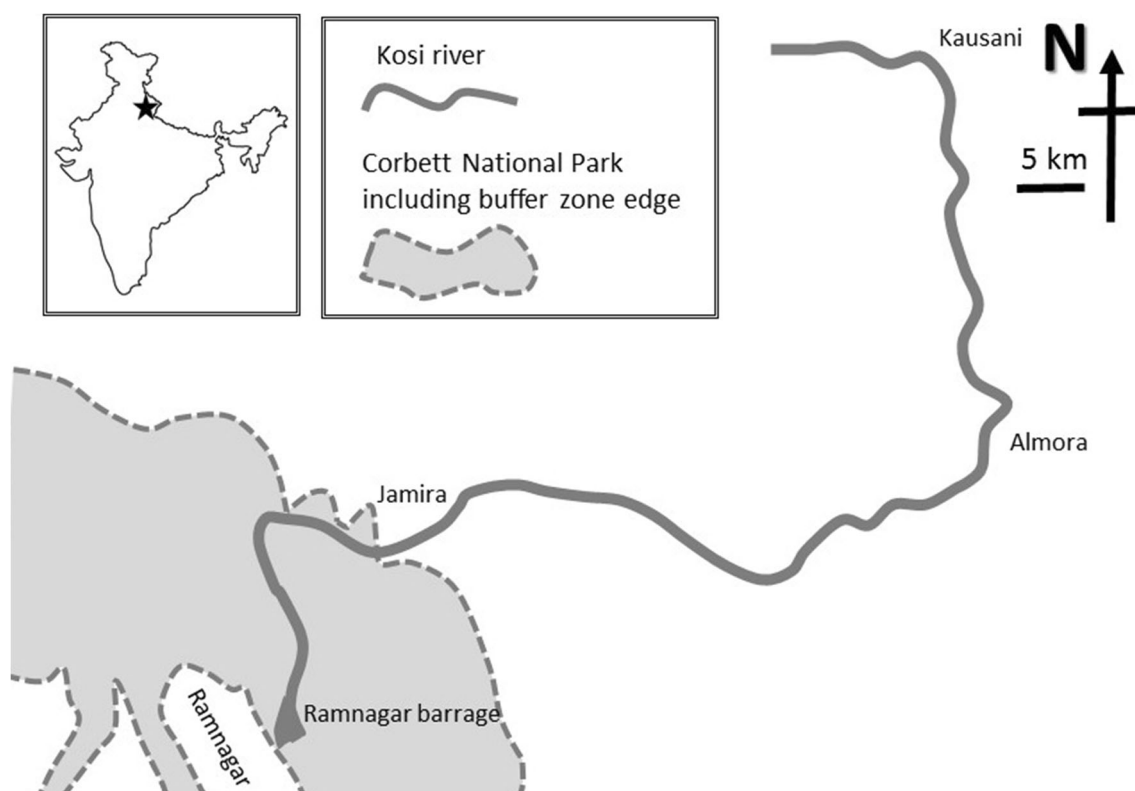 Kosi river
Corbett National Park
including buffer zone edge
Kausani
N
5 km
Almora
Jamira
Ramnagar barrage
Ramnagar